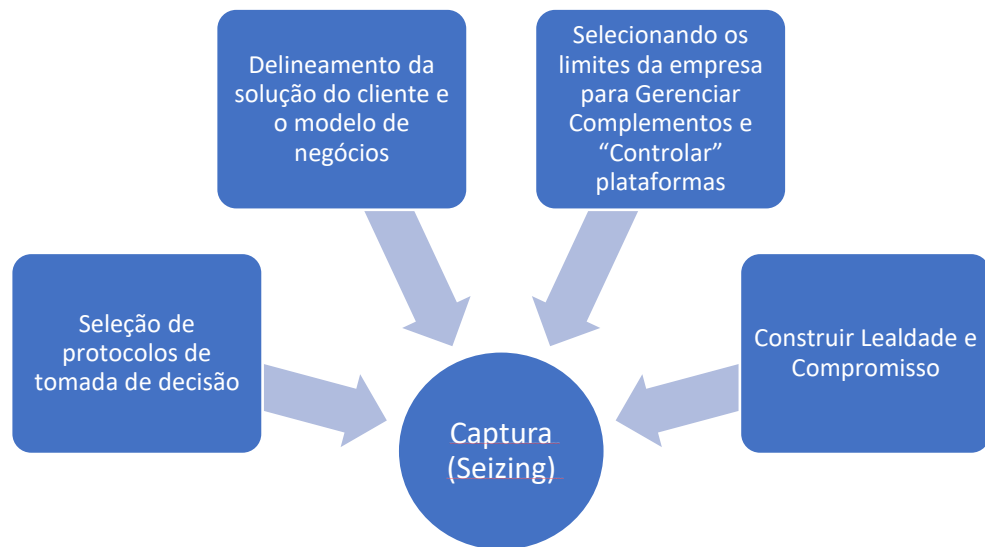 Delineamento da
solução do cliente e
o modelo de
negócios
Selecionando os
limites da empresa
para Gerenciar
Complementos e
“Controlar”
plataformas
Seleção de
protocolos de
tomada de decisão
Construir Lealdade e
Compromisso
Captura
(Seizing)